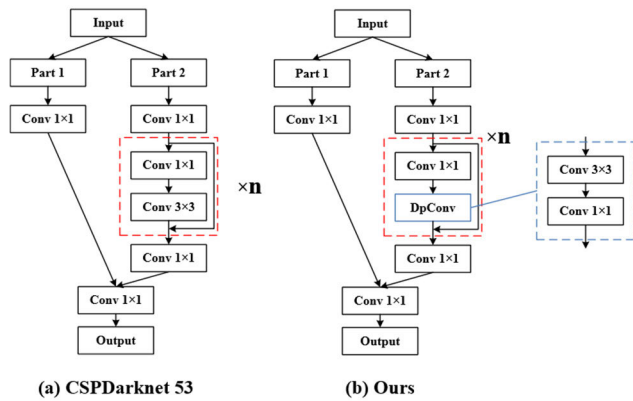 Input
Part 1
Part 2
Conv 1×1
Conv 1×1
Conv 1×1
Conv 3×3
×n
Conv 1×1
Conv 1×1
Output
(a) CSPDarknet 53
Input
Part 1
Part 2
Conv 1×1
Conv 1×1
×n
Conv 1×1
DpConv
Conv 3×3
Conv 1×1
Conv 1×1
Conv 1×1
Output
(b) Ours